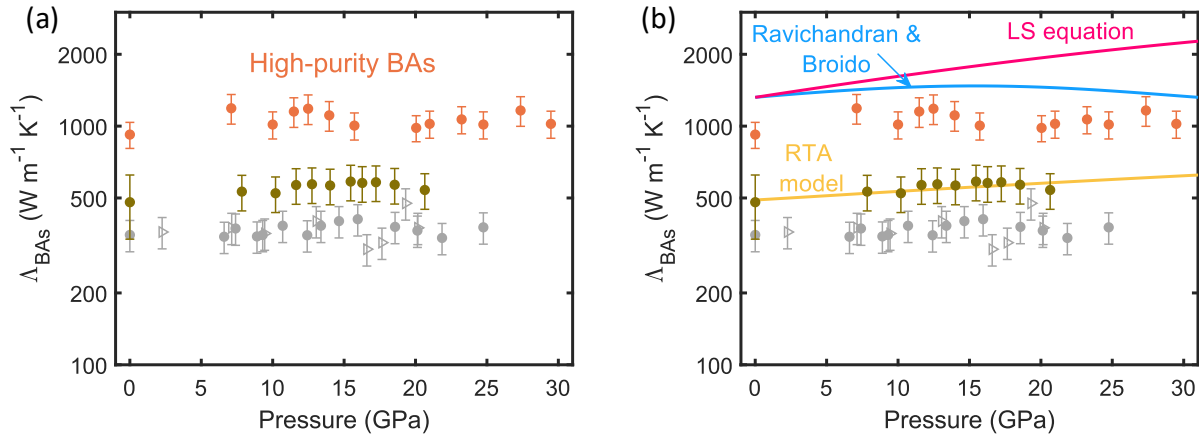 (a)
High-purity BAs
2000
1000
500
200
100
Λ_BAs (W m⁻¹ K⁻¹)
0 5 10 15 20 25 30
Pressure (GPa)
(b)
LS equation
Ravichandran &
Broido
RTA
model
2000
1000
500
200
100
Λ_BAs (W m⁻¹ K⁻¹)
0 5 10 15 20 25 30
Pressure (GPa)